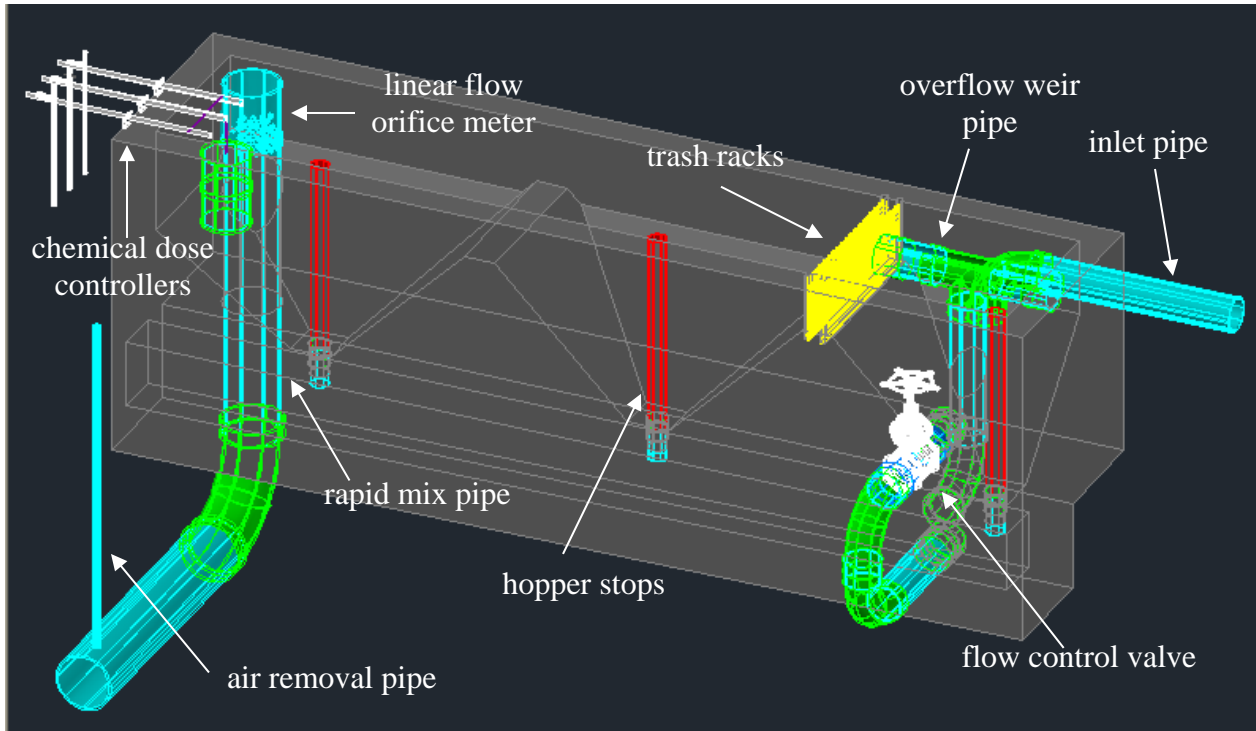 linear flow
orifice meter
overflow weir
pipe
trash racks
inlet pipe
chemical dose
controllers
rapid mix pipe
hopper stops
flow control valve
air removal pipe